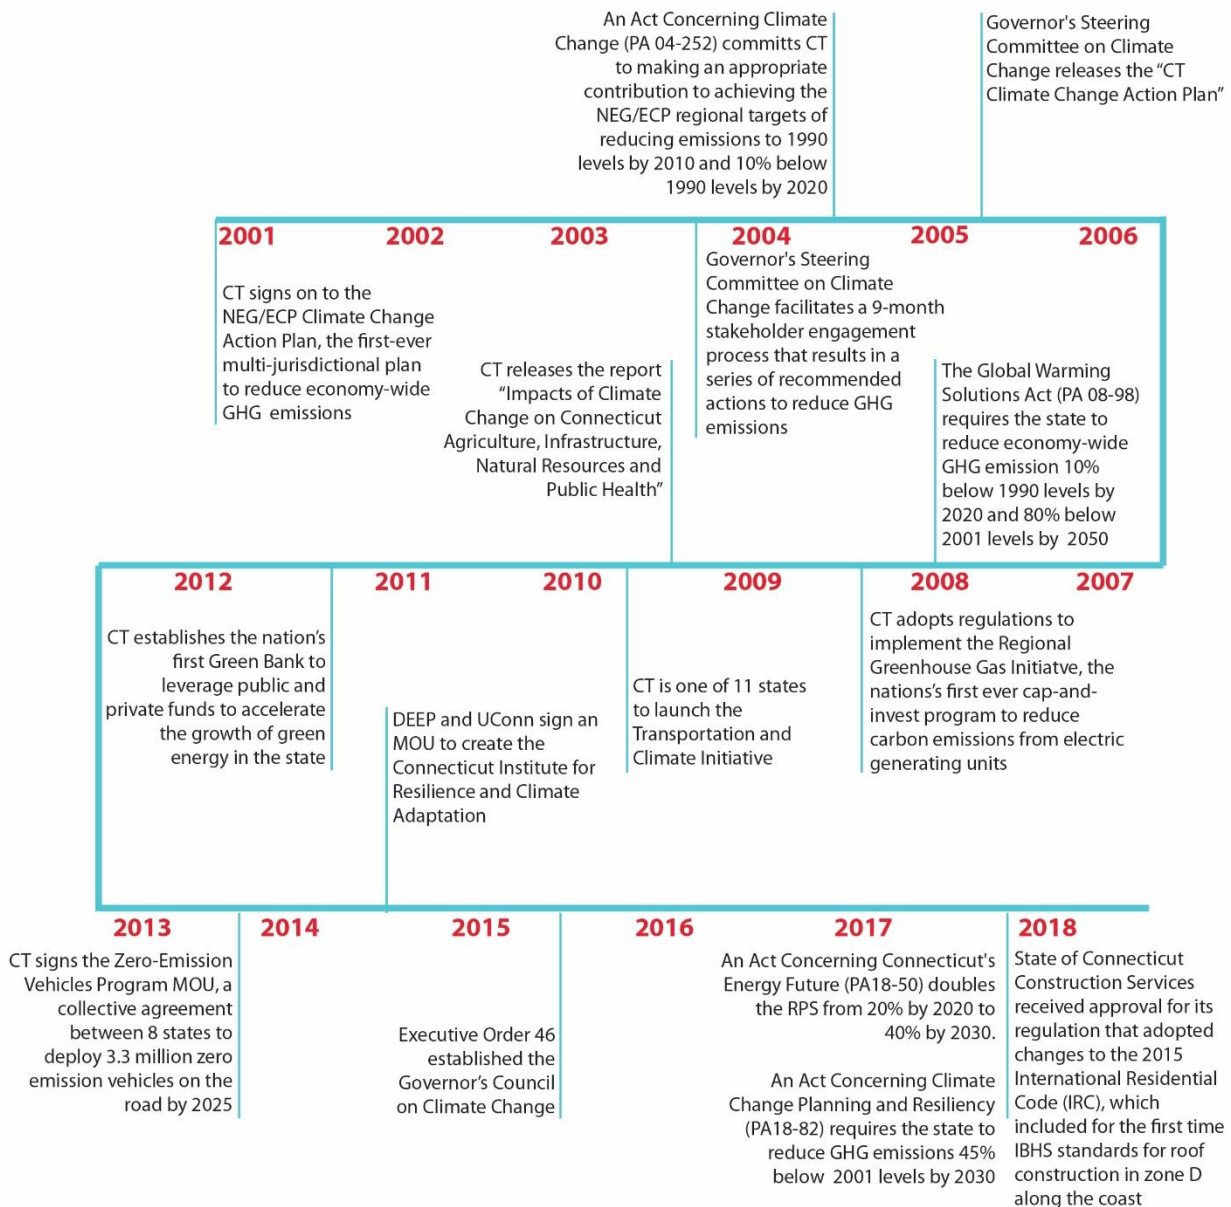 An Act Concerning Climate
Change (PA 04-252) committs CT
to making an appropriate
contribution to achieving the
NEG/ECP regional targets of
reducing emissions to 1990
levels by 2010 and 10% below
1990 levels by 2020
Governor's Steering
Committee on Climate
Change releases the “CT
Climate Change Action Plan”
2001 2002 2003 2004 2005 2006
CT signs on to the
NEG/ECP Climate Change
Action Plan, the first-ever
multi-jurisdictional plan
to reduce economy-wide
GHG emissions
Governor's Steering
Committee on Climate
Change facilitates a 9-month
stakeholder engagement
process that results in a
series of recommended
actions to reduce GHG
emissions
CT releases the report
“Impacts of Climate
Change on Connecticut
Agriculture, Infrastructure,
Natural Resources and
Public Health”
The Global Warming
Solutions Act (PA 08-98)
requires the state to
reduce economy-wide
GHG emission 10%
below 1990 levels by
2020 and 80% below
2001 levels by 2050
2012 2011 2010 2009 2008 2007
CT establishes the nation’s
first Green Bank to
leverage public and
private funds to accelerate
the growth of green
energy in the state
DEEP and UConn sign an
MOU to create the
Connecticut Institute for
Resilience and Climate
Adaptation
CT is one of 11 states
to launch the
Transportation and
Climate Initiative
CT adopts regulations to
implement the Regional
Greenhouse Gas Initiatve, the
nations’s first ever cap-and-
invest program to reduce
carbon emissions from electric
generating units
2013 2014 2015 2016 2017 2018
CT signs the Zero-Emission
Vehicles Program MOU, a
collective agreement
between 8 states to
deploy 3.3 million zero
emission vehicles on the
road by 2025
Executive Order 46
established the
Governor’s Council
on Climate Change
An Act Concerning Connecticut's
Energy Future (PA18-50) doubles
the RPS from 20% by 2020 to
40% by 2030.
An Act Concerning Climate
Change Planning and Resiliency
(PA18-82) requires the state to
reduce GHG emissions 45%
below 2001 levels by 2030
State of Connecticut
Construction Services
received approval for its
regulation that adopted
changes to the 2015
International Residential
Code (IRC), which
included for the first time
IBHS standards for roof
construction in zone D
along the coast